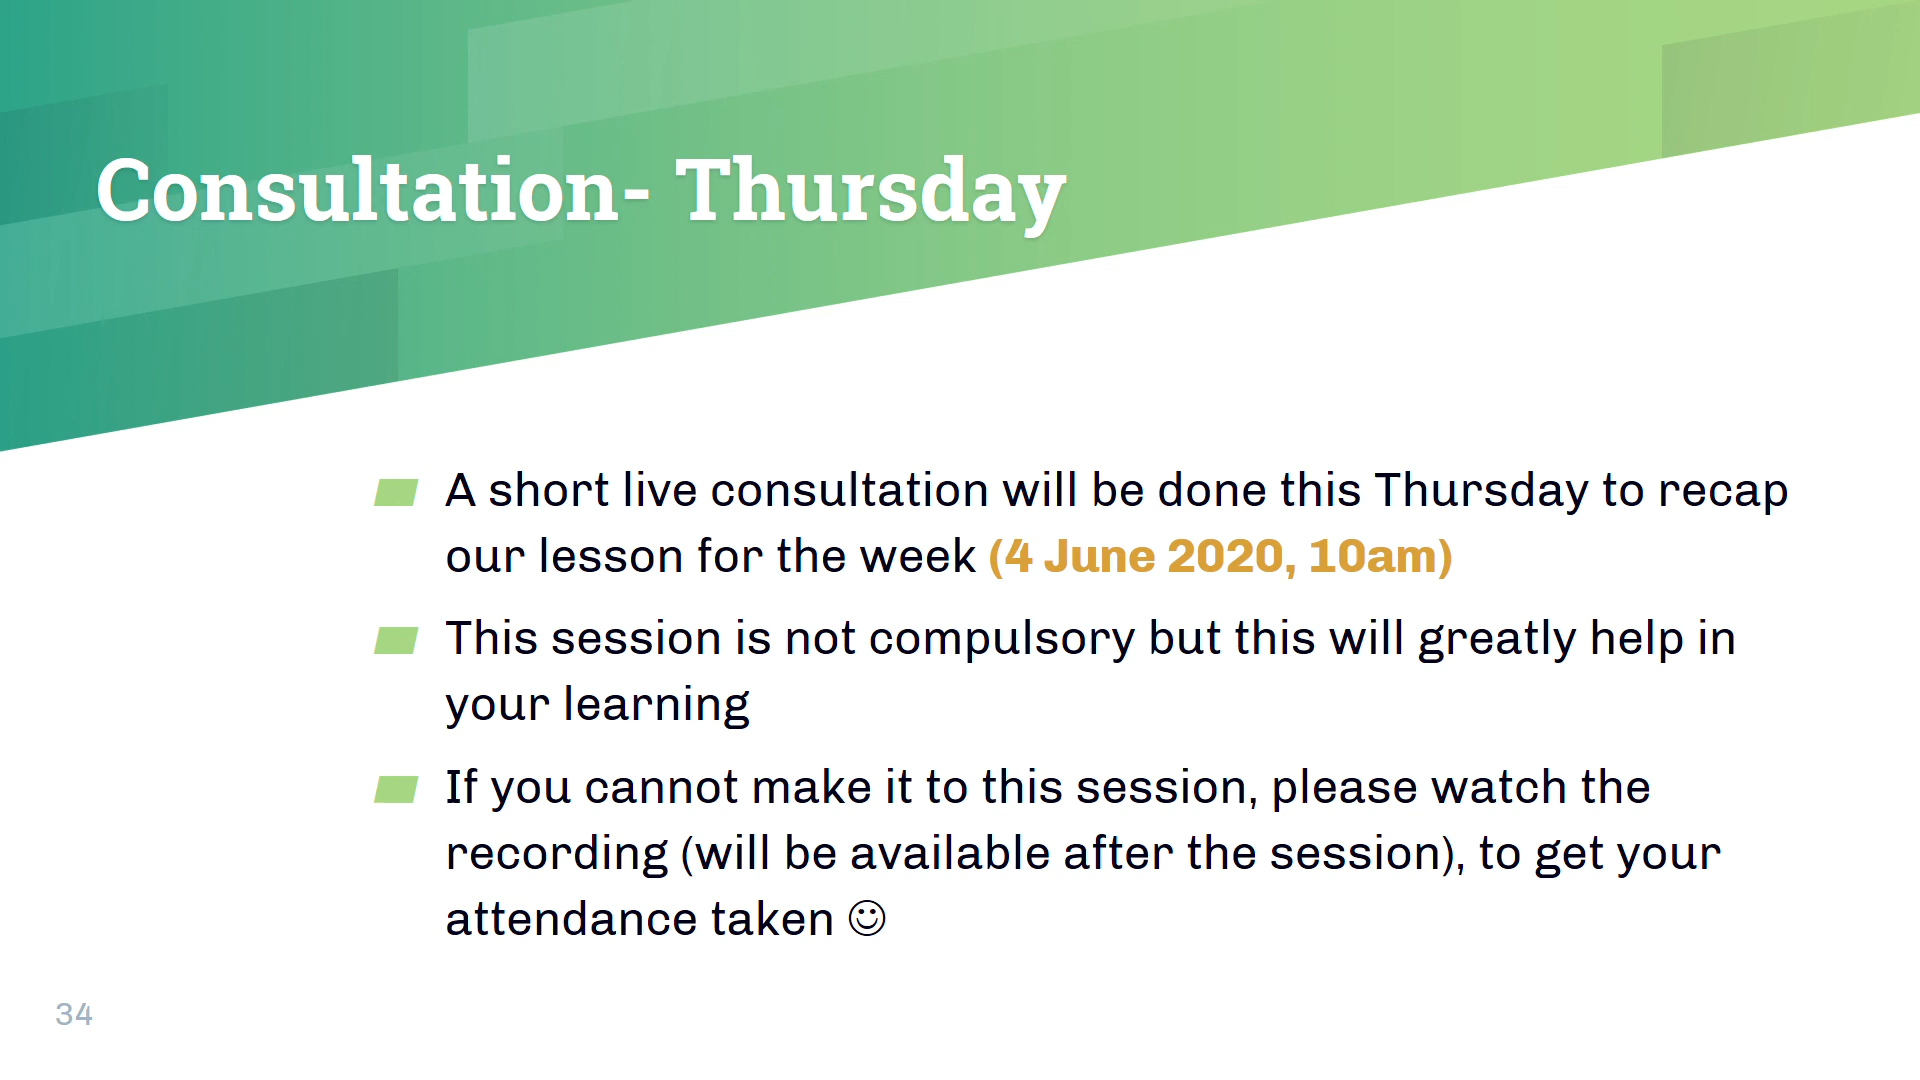 Consultation- Thursday
A short live consultation will be done this Thursday to recap
our lesson for the week (4 June 2020, 10am)
This session is not compulsory but this will greatly help in
your learning
If you cannot make it to this session, please watch the
recording (will be available after the session), to get your
attendance taken ☺
34